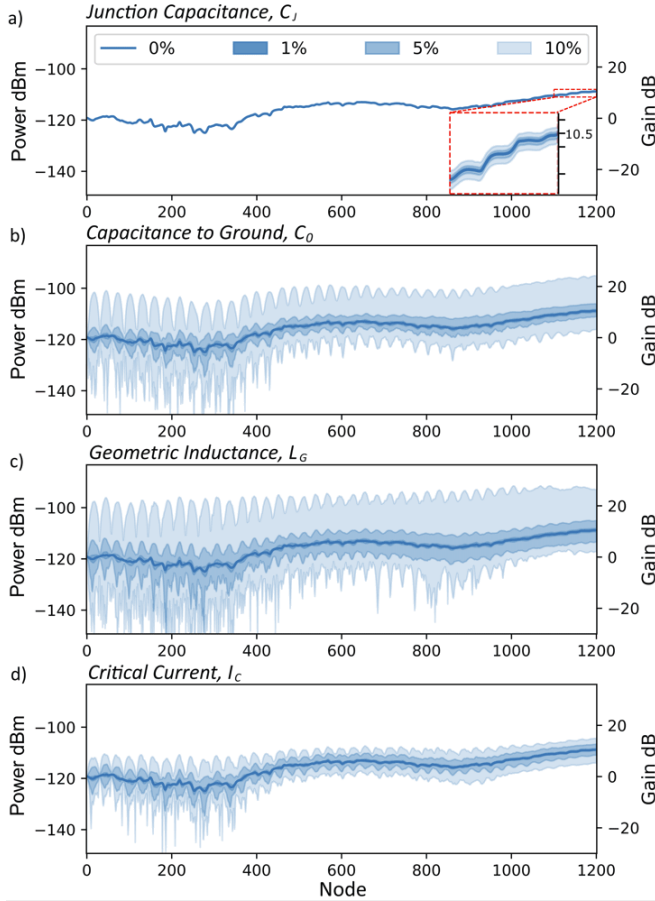 a) Junction Capacitance, C_J
0% 1% 5% 10%
Power dBm
−100
−120
−140
Gain dB
20
0
−20
10.5
0 200 400 600 800 1000 1200
b) Capacitance to Ground, C_0
Power dBm
−100
−120
−140
Gain dB
20
0
−20
0 200 400 600 800 1000 1200
c) Geometric Inductance, L_G
Power dBm
−100
−120
−140
Gain dB
20
0
−20
0 200 400 600 800 1000 1200
d) Critical Current, I_C
Power dBm
−100
−120
−140
Gain dB
20
0
−20
0 200 400 600 800 1000 1200
Node